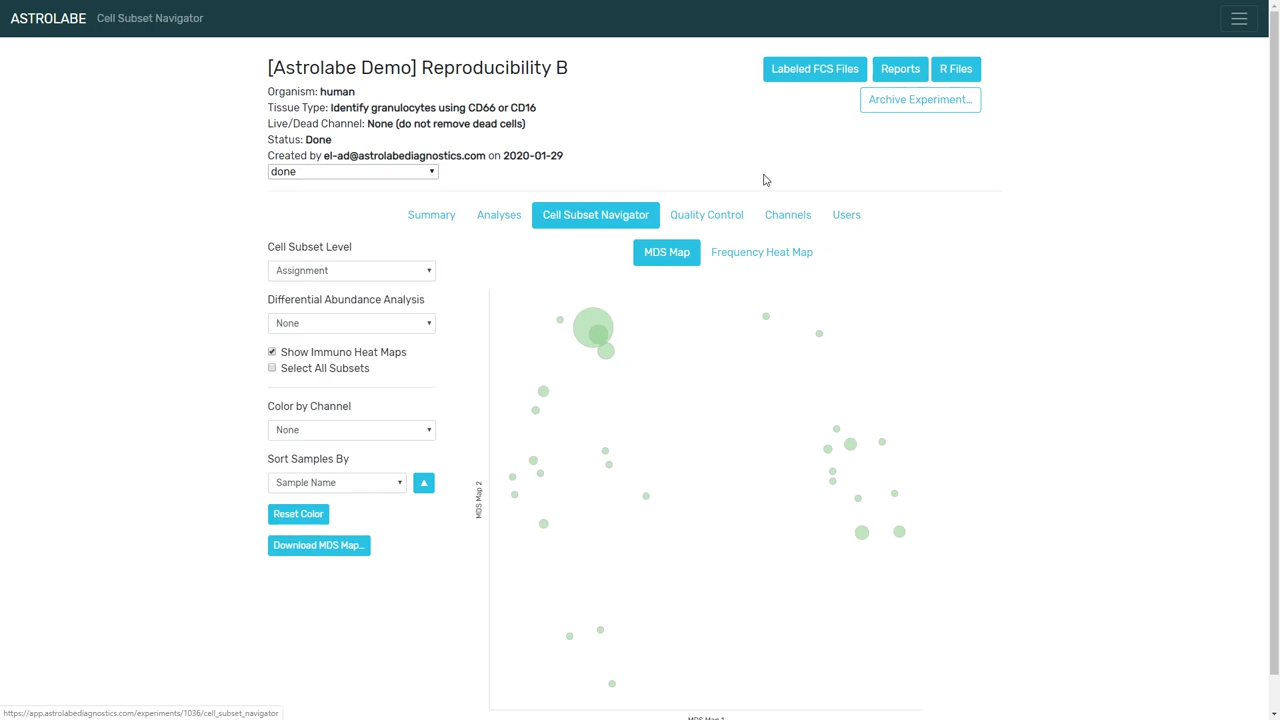 ASTROLABE Cell Subset Navigator
[Astrolabe Demo] Reproducibility B
Labeled FCS Files Reports R Files
Organism: human
Archive Experiment...
Tissue Type: Identify granulocytes using CD66 or CD16
Live/Dead Channel: None (do not remove dead cells)
Status: Done
Created by el-ad@astrolabediagnostics.com on 2020-01-29
done
Summary Analyses Cell Subset Navigator Quality Control Channels Users
Cell Subset Level
MDS Map Frequency Heat Map
Assignment
Differential Abundance Analysis
None
Show Immuno Heat Maps
Select All Subsets
Color by Channel
None
Sort Samples By
Sample Name
Reset Color
Download MDS Map...
MDS Map 2
MDS Map 1
https://app.astrolabediagnostics.com/experiments/1036/cell_subset_navigator